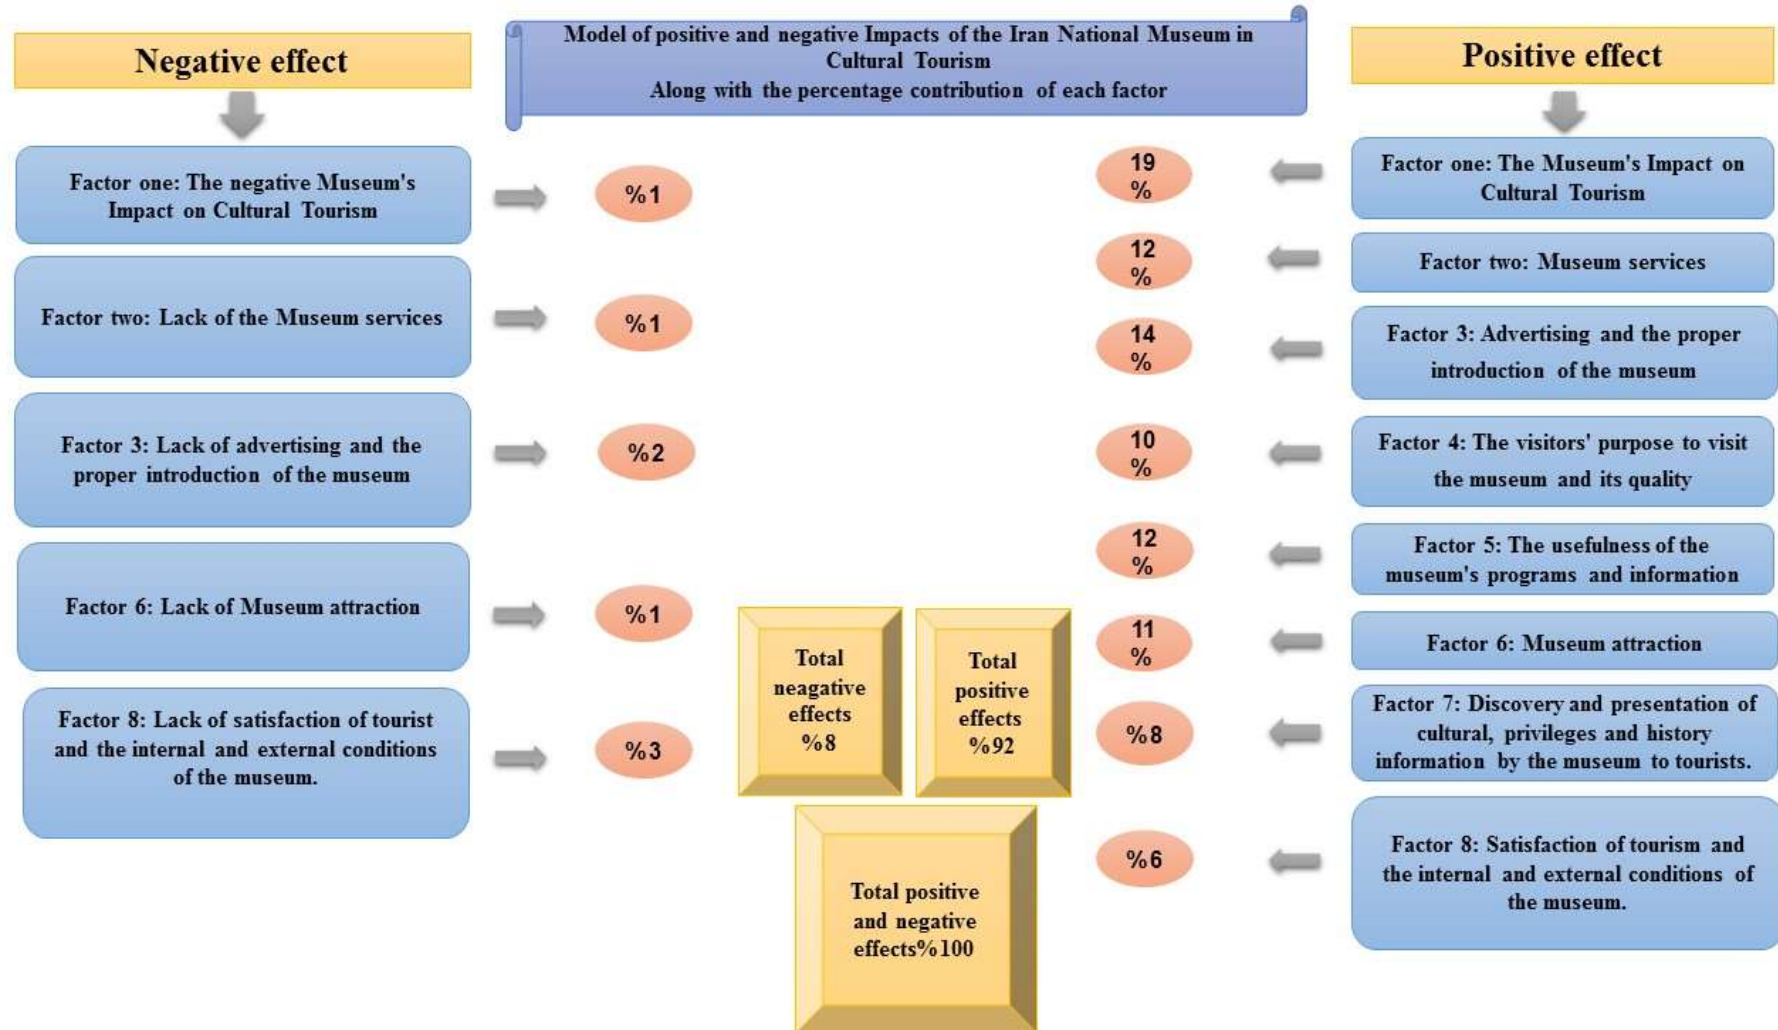 Model of positive and negative Impacts of the Iran National Museum in
Cultural Tourism
Along with the percentage contribution of each factor
Negative effect
Factor one: The negative Museum's
Impact on Cultural Tourism
%1
Factor two: Lack of the Museum services
%1
Factor 3: Lack of advertising and the
proper introduction of the museum
%2
Factor 6: Lack of Museum attraction
%1
Factor 8: Lack of satisfaction of tourist
and the internal and external conditions
of the museum.
%3
Positive effect
Factor one: The Museum's Impact on
Cultural Tourism
19
%
Factor two: Museum services
12
%
Factor 3: Advertising and the proper
introduction of the museum
14
%
Factor 4: The visitors' purpose to visit
the museum and its quality
10
%
Factor 5: The usefulness of the
museum's programs and information
12
%
Factor 6: Museum attraction
11
%
Factor 7: Discovery and presentation of
cultural, privileges and history
information by the museum to tourists.
%8
Factor 8: Satisfaction of tourism and
the internal and external conditions of
the museum.
%6
Total
neagative
effects
%8
Total
positive
effects
%92
Total positive
and negative
effects%100